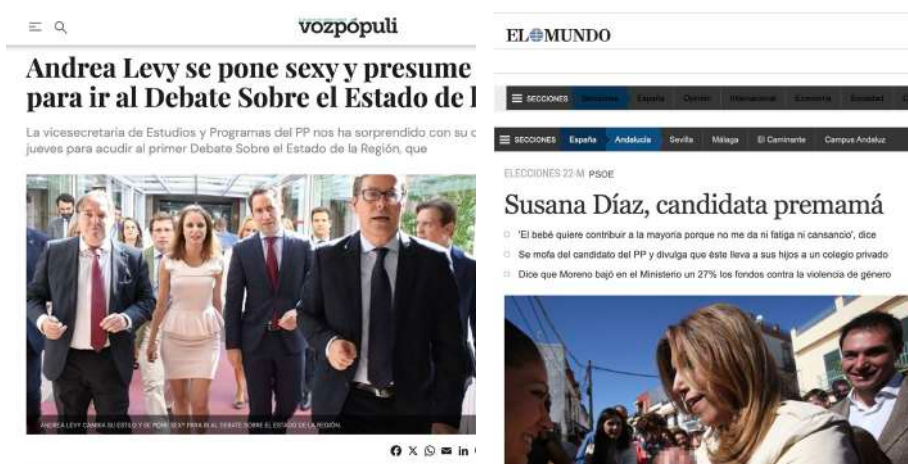 vozpópuli
Andrea Levy se pone sexy y presume
para ir al Debate Sobre el Estado de l
La vicesecretaria de Estudios y Programas del PP nos ha sorprendido con su c
jueves para acudir al primer Debate Sobre el Estado de la Región, que
ANDREA LEVY CAMBIA SU ESTILO Y SE PONE 'SEXY' PARA IR AL DEBATE SOBRE EL ESTADO DE LA REGIÓN.
EL MUNDO
SECCIONES España Opinión Internacional Economía Sociedad
SECCIONES España Andalucía Sevilla Málaga El Caminante Campus Andaluz
ELECCIONES 22-M PSOE
Susana Díaz, candidata premamá
'El bebé quiere contribuir a la mayoría porque no me da ni fatiga ni cansancio', dice
Se mofa del candidato del PP y divulga que éste lleva a sus hijos a un colegio privado
Dice que Moreno bajó en el Ministerio un 27% los fondos contra la violencia de género